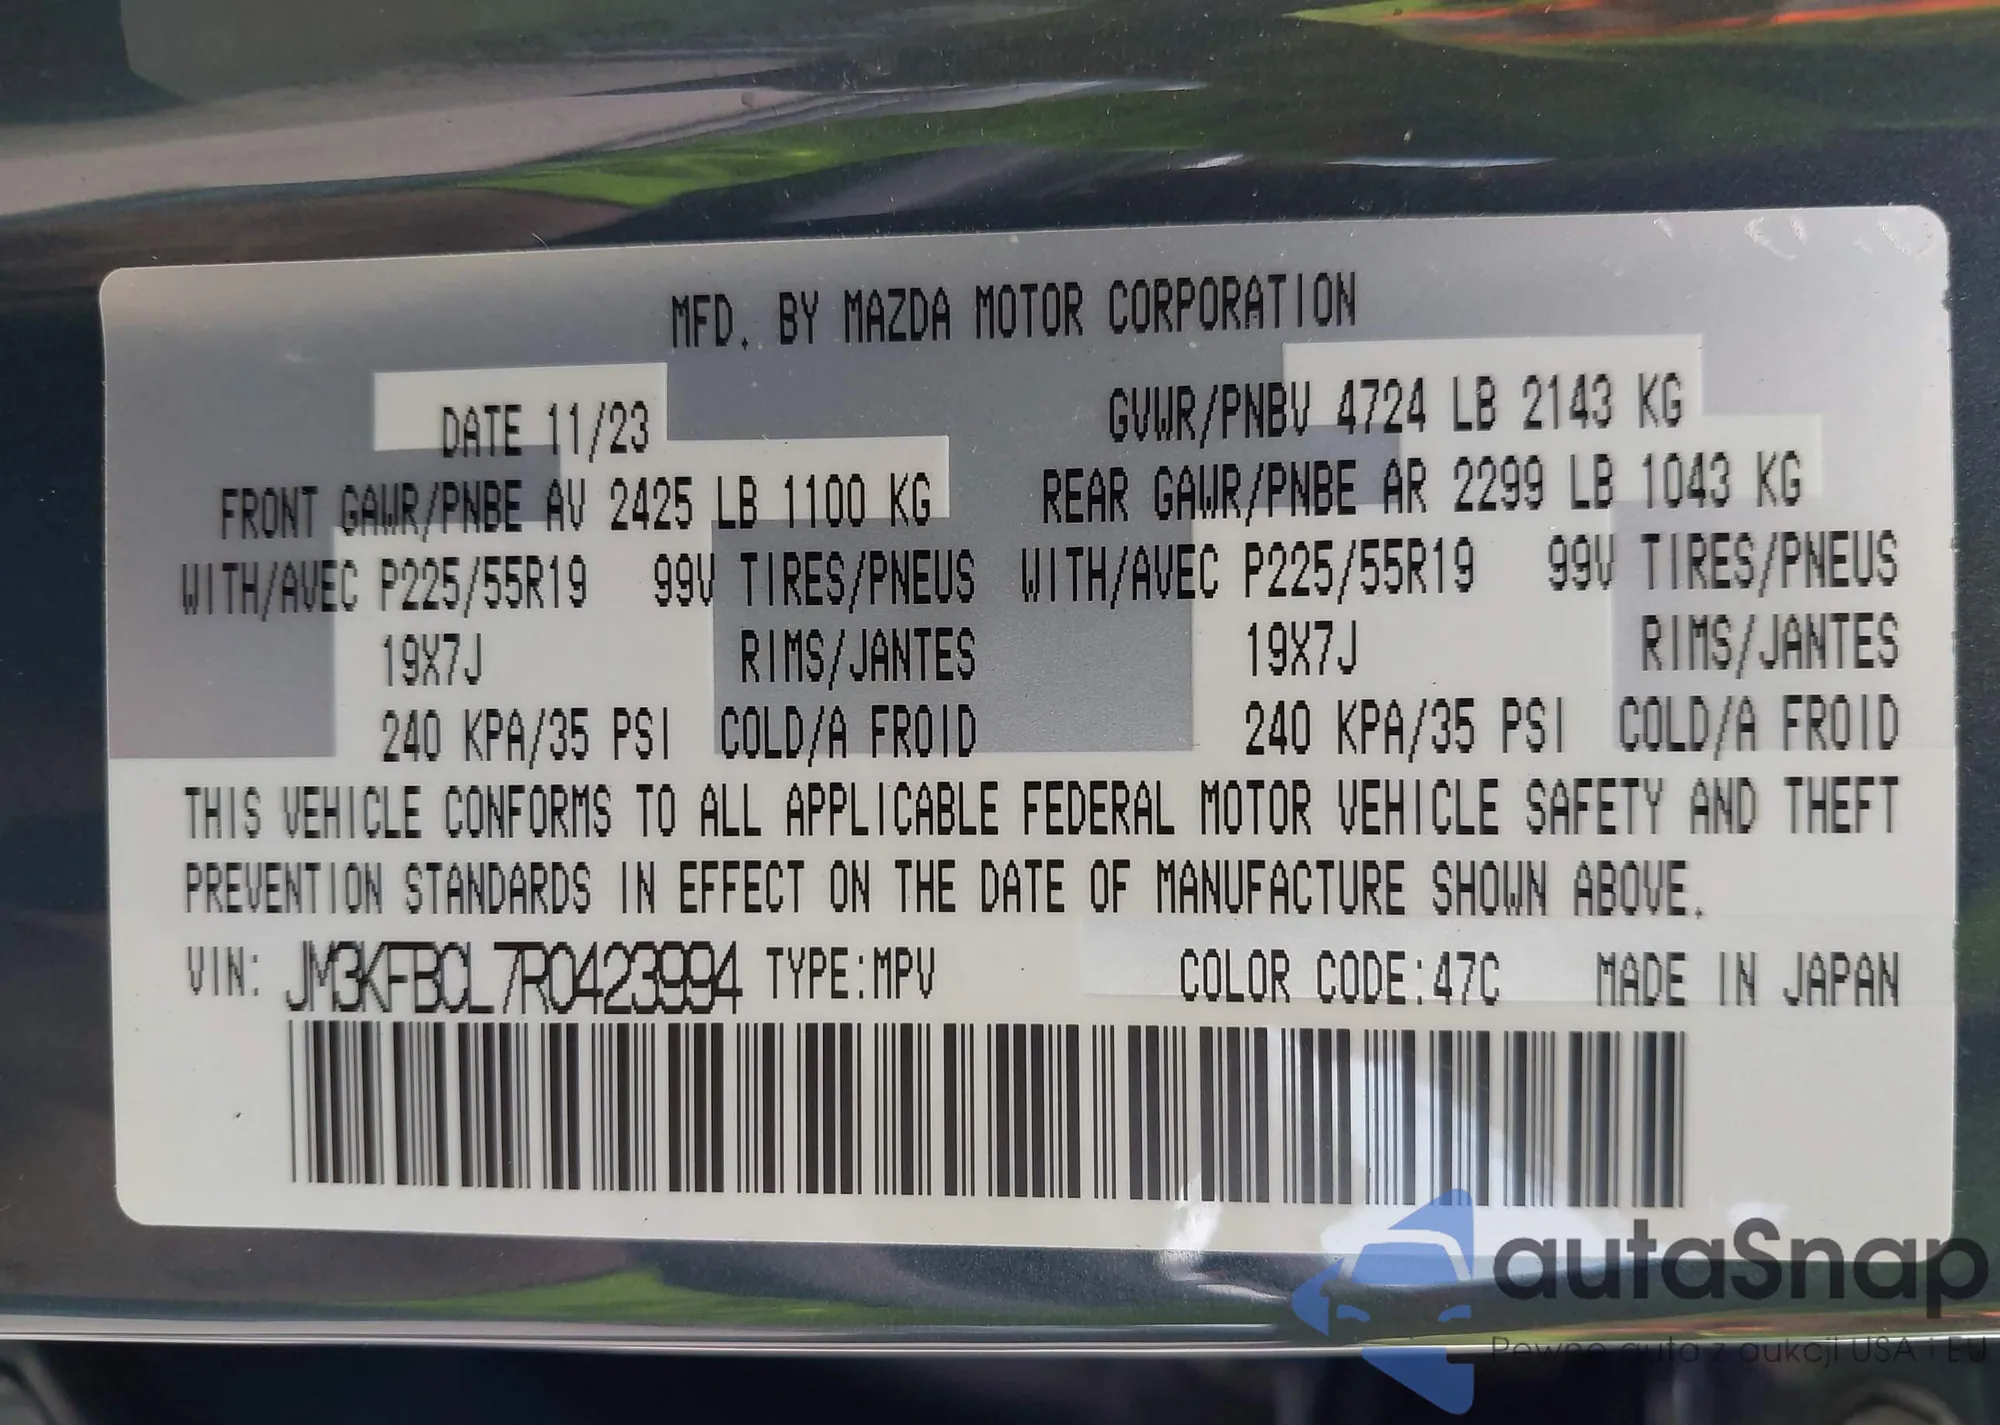 MFD. BY MAZDA MOTOR CORPORATION
DATE 11/23
GVWR/PNBV 4724 LB 2143 KG
FRONT GAWR/PNBE AV 2425 LB 1100 KG
REAR GAWR/PNBE AR 2299 LB 1043 KG
WITH/AVEC P225/55R19 99V TIRES/PNEUS
WITH/AVEC P225/55R19 99V TIRES/PNEUS
19X7J RIMS/JANTES
19X7J RIMS/JANTES
240 KPA/35 PSI COLD/A FROID
240 KPA/35 PSI COLD/A FROID
THIS VEHICLE CONFORMS TO ALL APPLICABLE FEDERAL MOTOR VEHICLE SAFETY AND THEFT
PREVENTION STANDARDS IN EFFECT ON THE DATE OF MANUFACTURE SHOWN ABOVE.
VIN: JM3KFBCL7R0423994 TYPE:MPV COLOR CODE:47C MADE IN JAPAN
autaSnap
Pewne auta z aukcji USA i EU